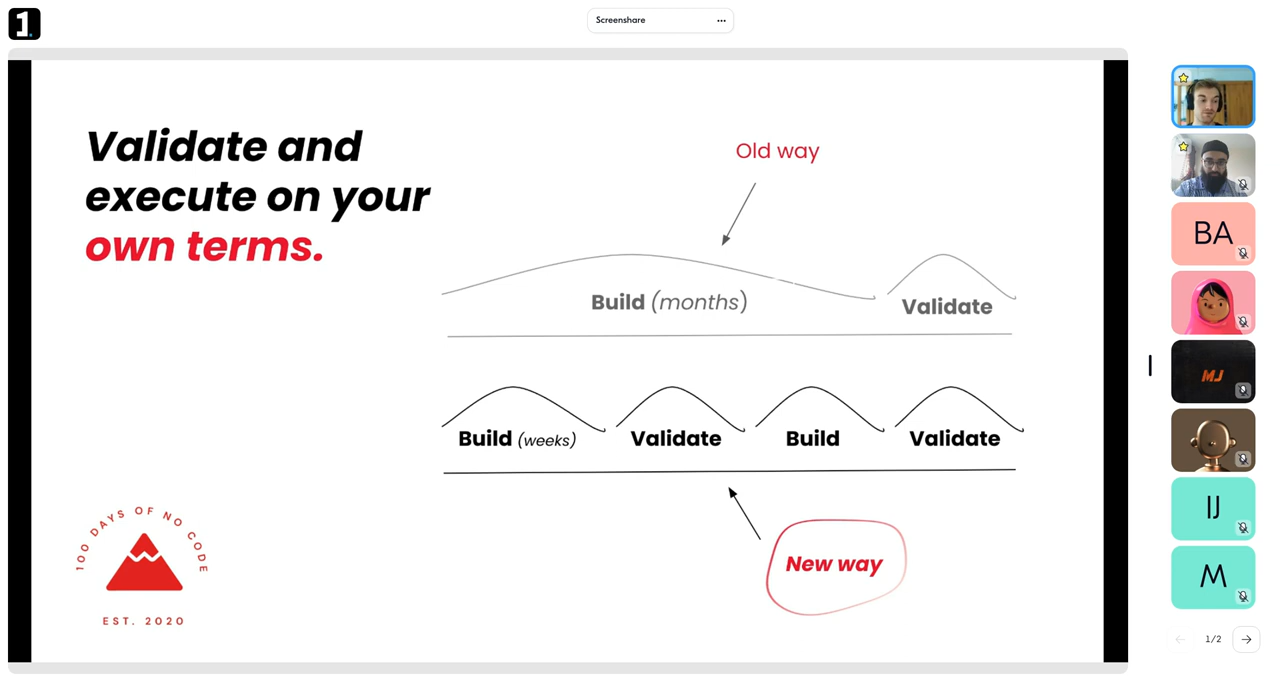 1.
Screenshare
Validate and
execute on your
own terms.
Old way
Build (months)
Validate
Build (weeks)
Validate
Build
Validate
New way
100 DAYS OF NO CODE
EST. 2020
BA
MJ
IJ
M
1/2